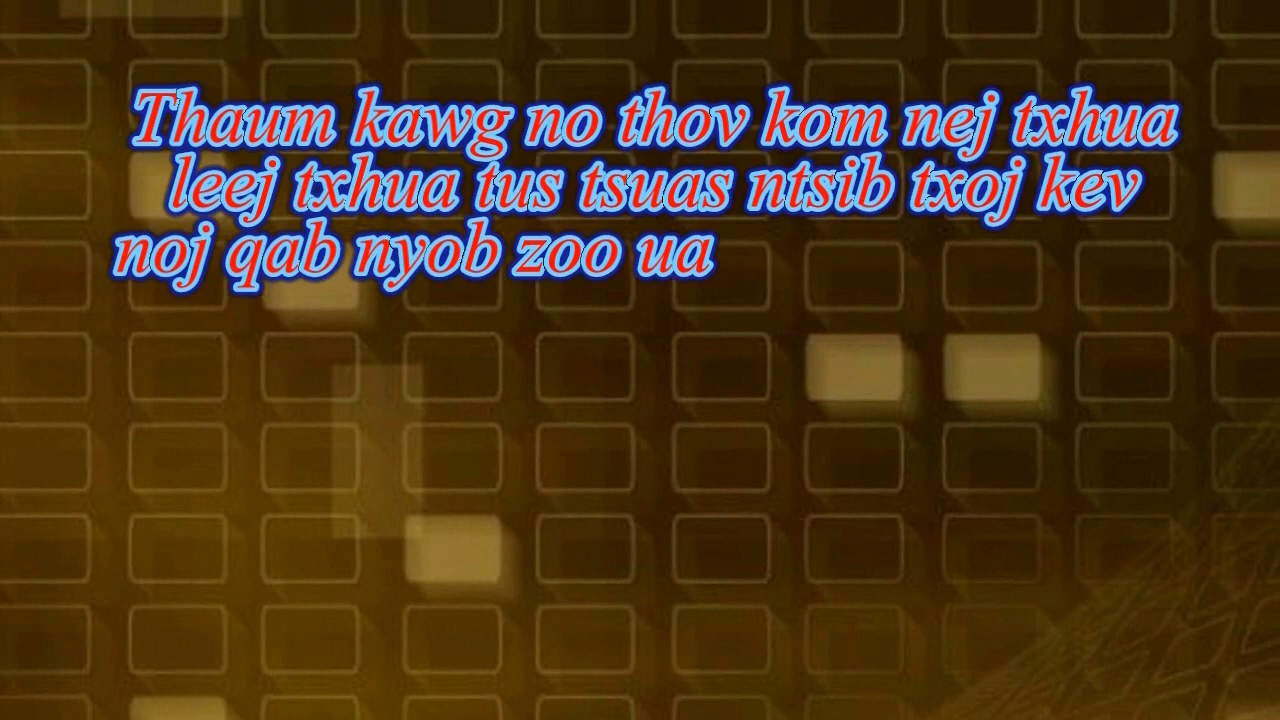 Thaum kawg no thov kom nej txhua
leej txhua tus tsuas ntsib txoj kev
noj qab nyob zoo ua